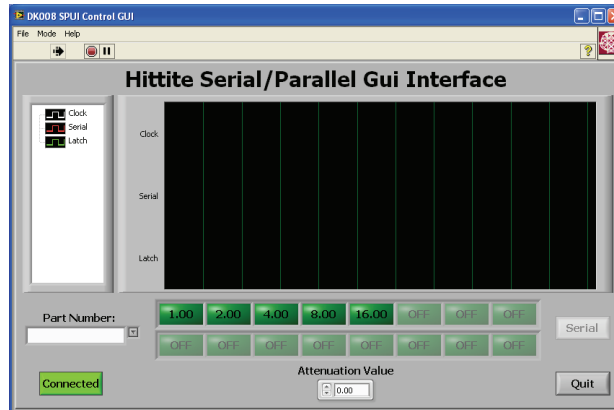 DK008 SPUI Control GUI
File Mode Help
?
Hittite Serial/Parallel Gui Interface
Clock
Serial
Latch
Clock
Serial
Latch
Part Number:
1.00 2.00 4.00 8.00 16.00 OFF OFF OFF
OFF OFF OFF OFF OFF OFF OFF OFF
Serial
Connected
Attenuation Value
0.00
Quit